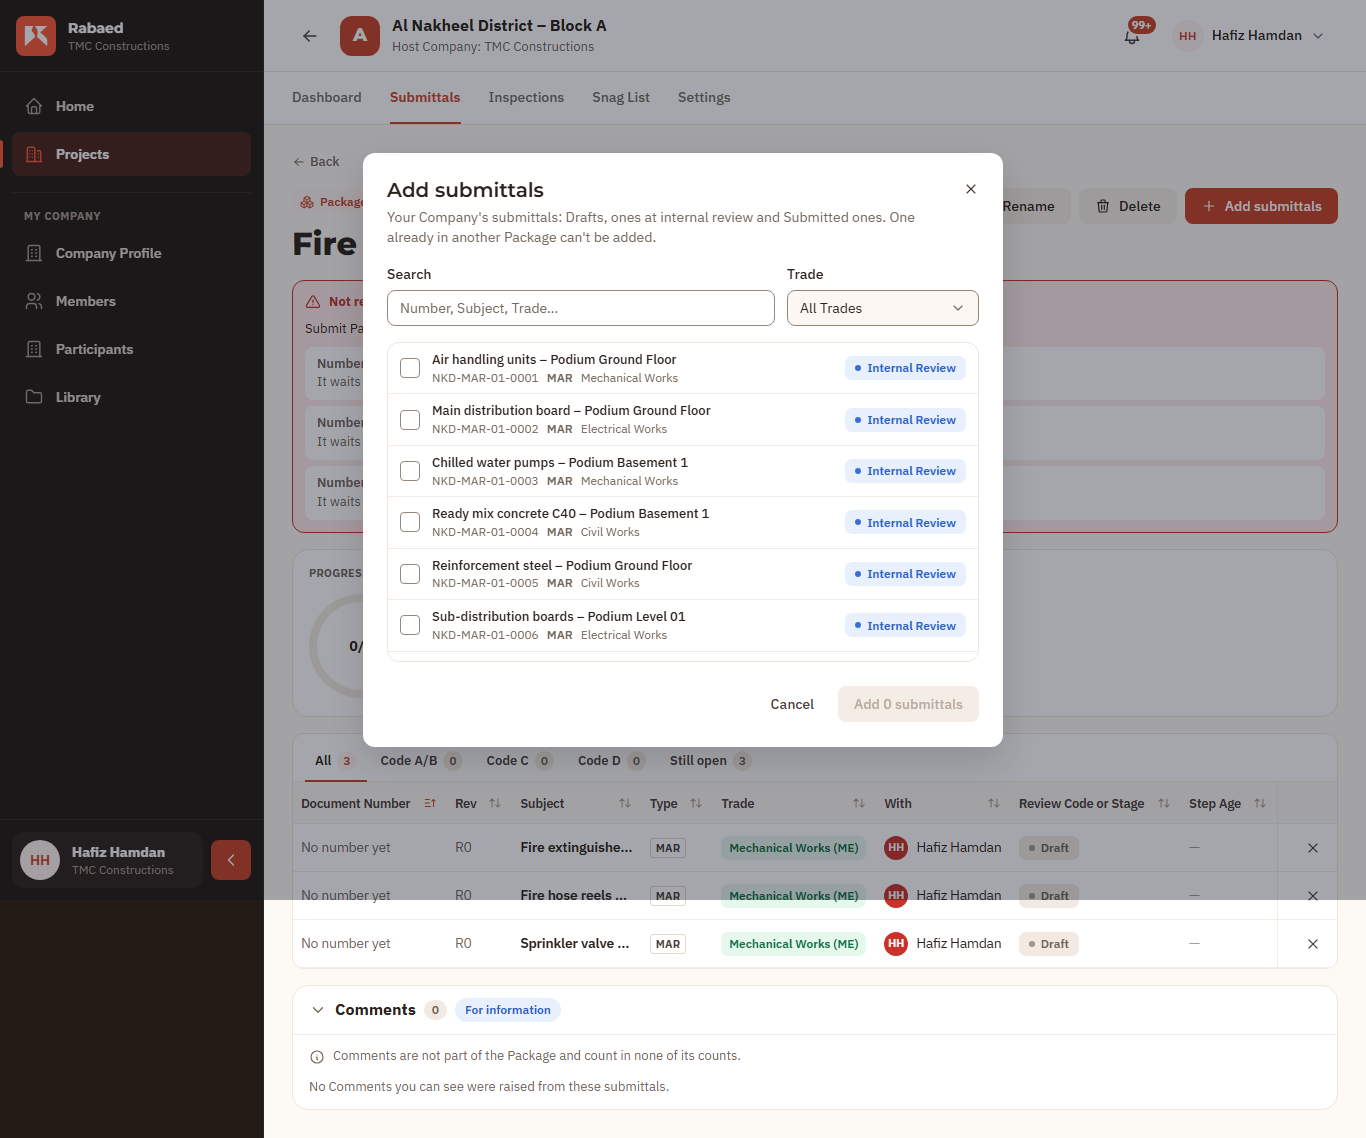 Rabaed
TMC Constructions
Home
Projects
MY COMPANY
Company Profile
Members
Participants
Library
Hafiz Hamdan
TMC Constructions
HH
A
Al Nakheel District – Block A
Host Company: TMC Constructions
99+
HH
Hafiz Hamdan
Dashboard
Submittals
Inspections
Snag List
Settings
Back
Package
Fire
Rename
Delete
Add submittals
Submit Pa
Number
It waits
Number
It waits
Number
It waits
PROGRES
0/
Add submittals
Your Company's submittals: Drafts, ones at internal review and Submitted ones. One
already in another Package can't be added.
Search
Trade
Number, Subject, Trade...
All Trades
Air handling units – Podium Ground Floor
NKD-MAR-01-0001 MAR Mechanical Works
Internal Review
Main distribution board – Podium Ground Floor
NKD-MAR-01-0002 MAR Electrical Works
Internal Review
Chilled water pumps – Podium Basement 1
NKD-MAR-01-0003 MAR Mechanical Works
Internal Review
Ready mix concrete C40 – Podium Basement 1
NKD-MAR-01-0004 MAR Civil Works
Internal Review
Reinforcement steel – Podium Ground Floor
NKD-MAR-01-0005 MAR Civil Works
Internal Review
Sub-distribution boards – Podium Level 01
NKD-MAR-01-0006 MAR Electrical Works
Internal Review
Cancel
Add 0 submittals
All 3
Code A/B 0
Code C 0
Code D 0
Still open 3
Document Number Rev Subject Type Trade With Review Code or Stage Step Age
No number yet R0 Fire extinguishe... MAR Mechanical Works (ME) HH Hafiz Hamdan Draft —
No number yet R0 Fire hose reels ... MAR Mechanical Works (ME) HH Hafiz Hamdan Draft —
No number yet R0 Sprinkler valve ... MAR Mechanical Works (ME) HH Hafiz Hamdan Draft —
Comments 0 For information
Comments are not part of the Package and count in none of its counts.
No Comments you can see were raised from these submittals.